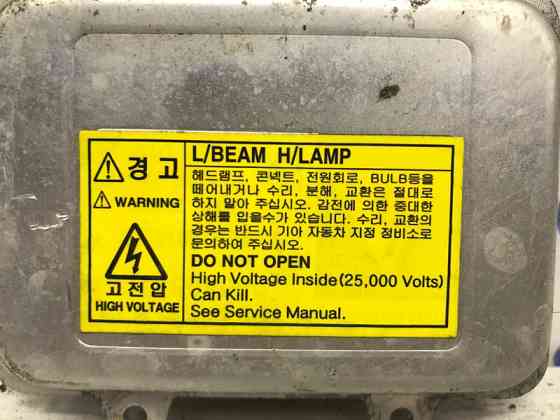 경고
WARNING
고전압
HIGH VOLTAGE
L/BEAM H/LAMP
헤드램프, 콘넥트, 전원회로, BULB등을
떼어내거나 수리, 분해, 교환은 절대로
하지 말아 주십시오. 감전에 의한 중대한
상해를 입을수가 있습니다. 수리, 교환의
경우는 반드시 기아 자동차 지정 정비소로
문의하여 주십시오.
DO NOT OPEN
High Voltage Inside(25,000 Volts)
Can Kill.
See Service Manual.